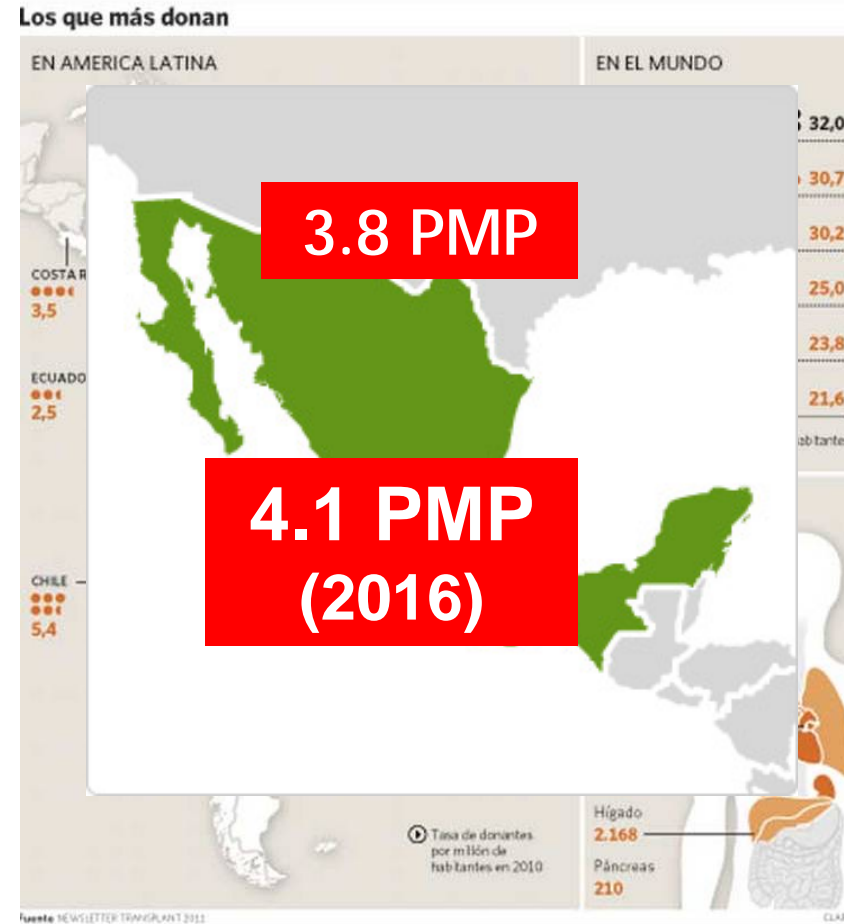 Los que más donan
EN AMERICA LATINA
EN EL MUNDO
32,0
30,7
30,2
25,0
23,8
21,6
3.8 PMP
COSTA R
3,5
ECUADO
2,5
4.1 PMP
(2016)
CHILE
5,4
Tasa de donantes
por millón de
habitantes en 2010
Hígado
2.168
Páncreas
210
Fuente NEWSLETTER TRANSPLANT 2011